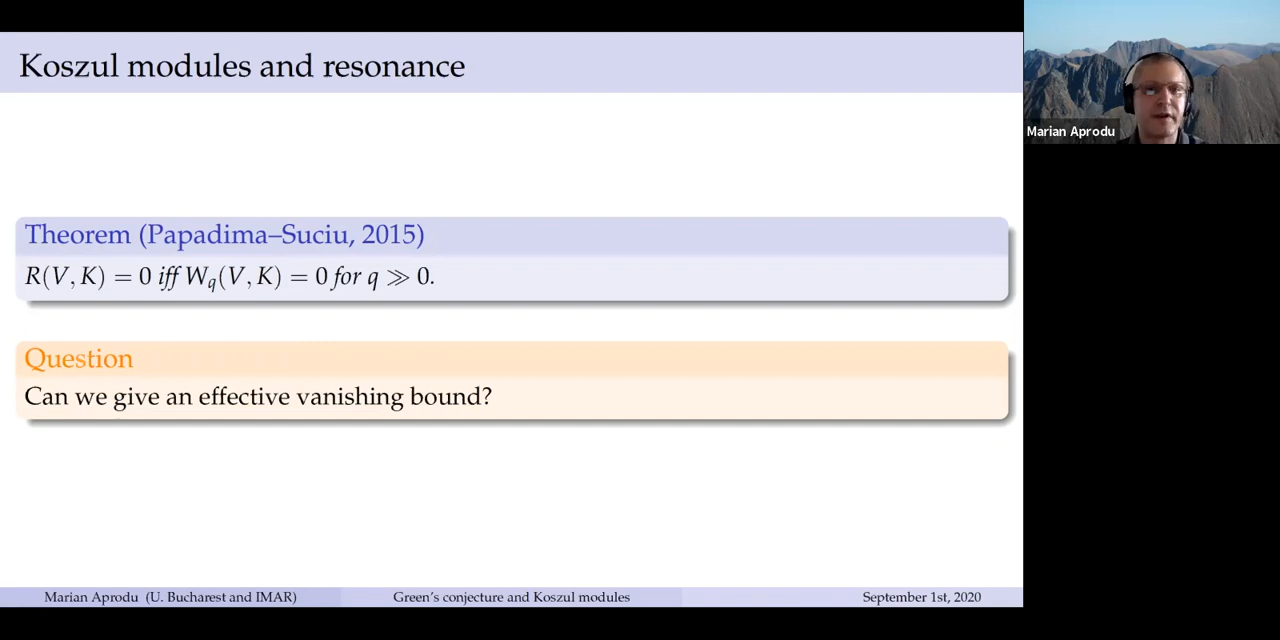 Koszul modules and resonance
Marian Aprodu
Theorem (Papadima–Suciu, 2015)
R(V, K) = 0 iff W_q(V, K) = 0 for q ≫ 0.
Question
Can we give an effective vanishing bound?
Marian Aprodu (U. Bucharest and IMAR) Green's conjecture and Koszul modules September 1st, 2020